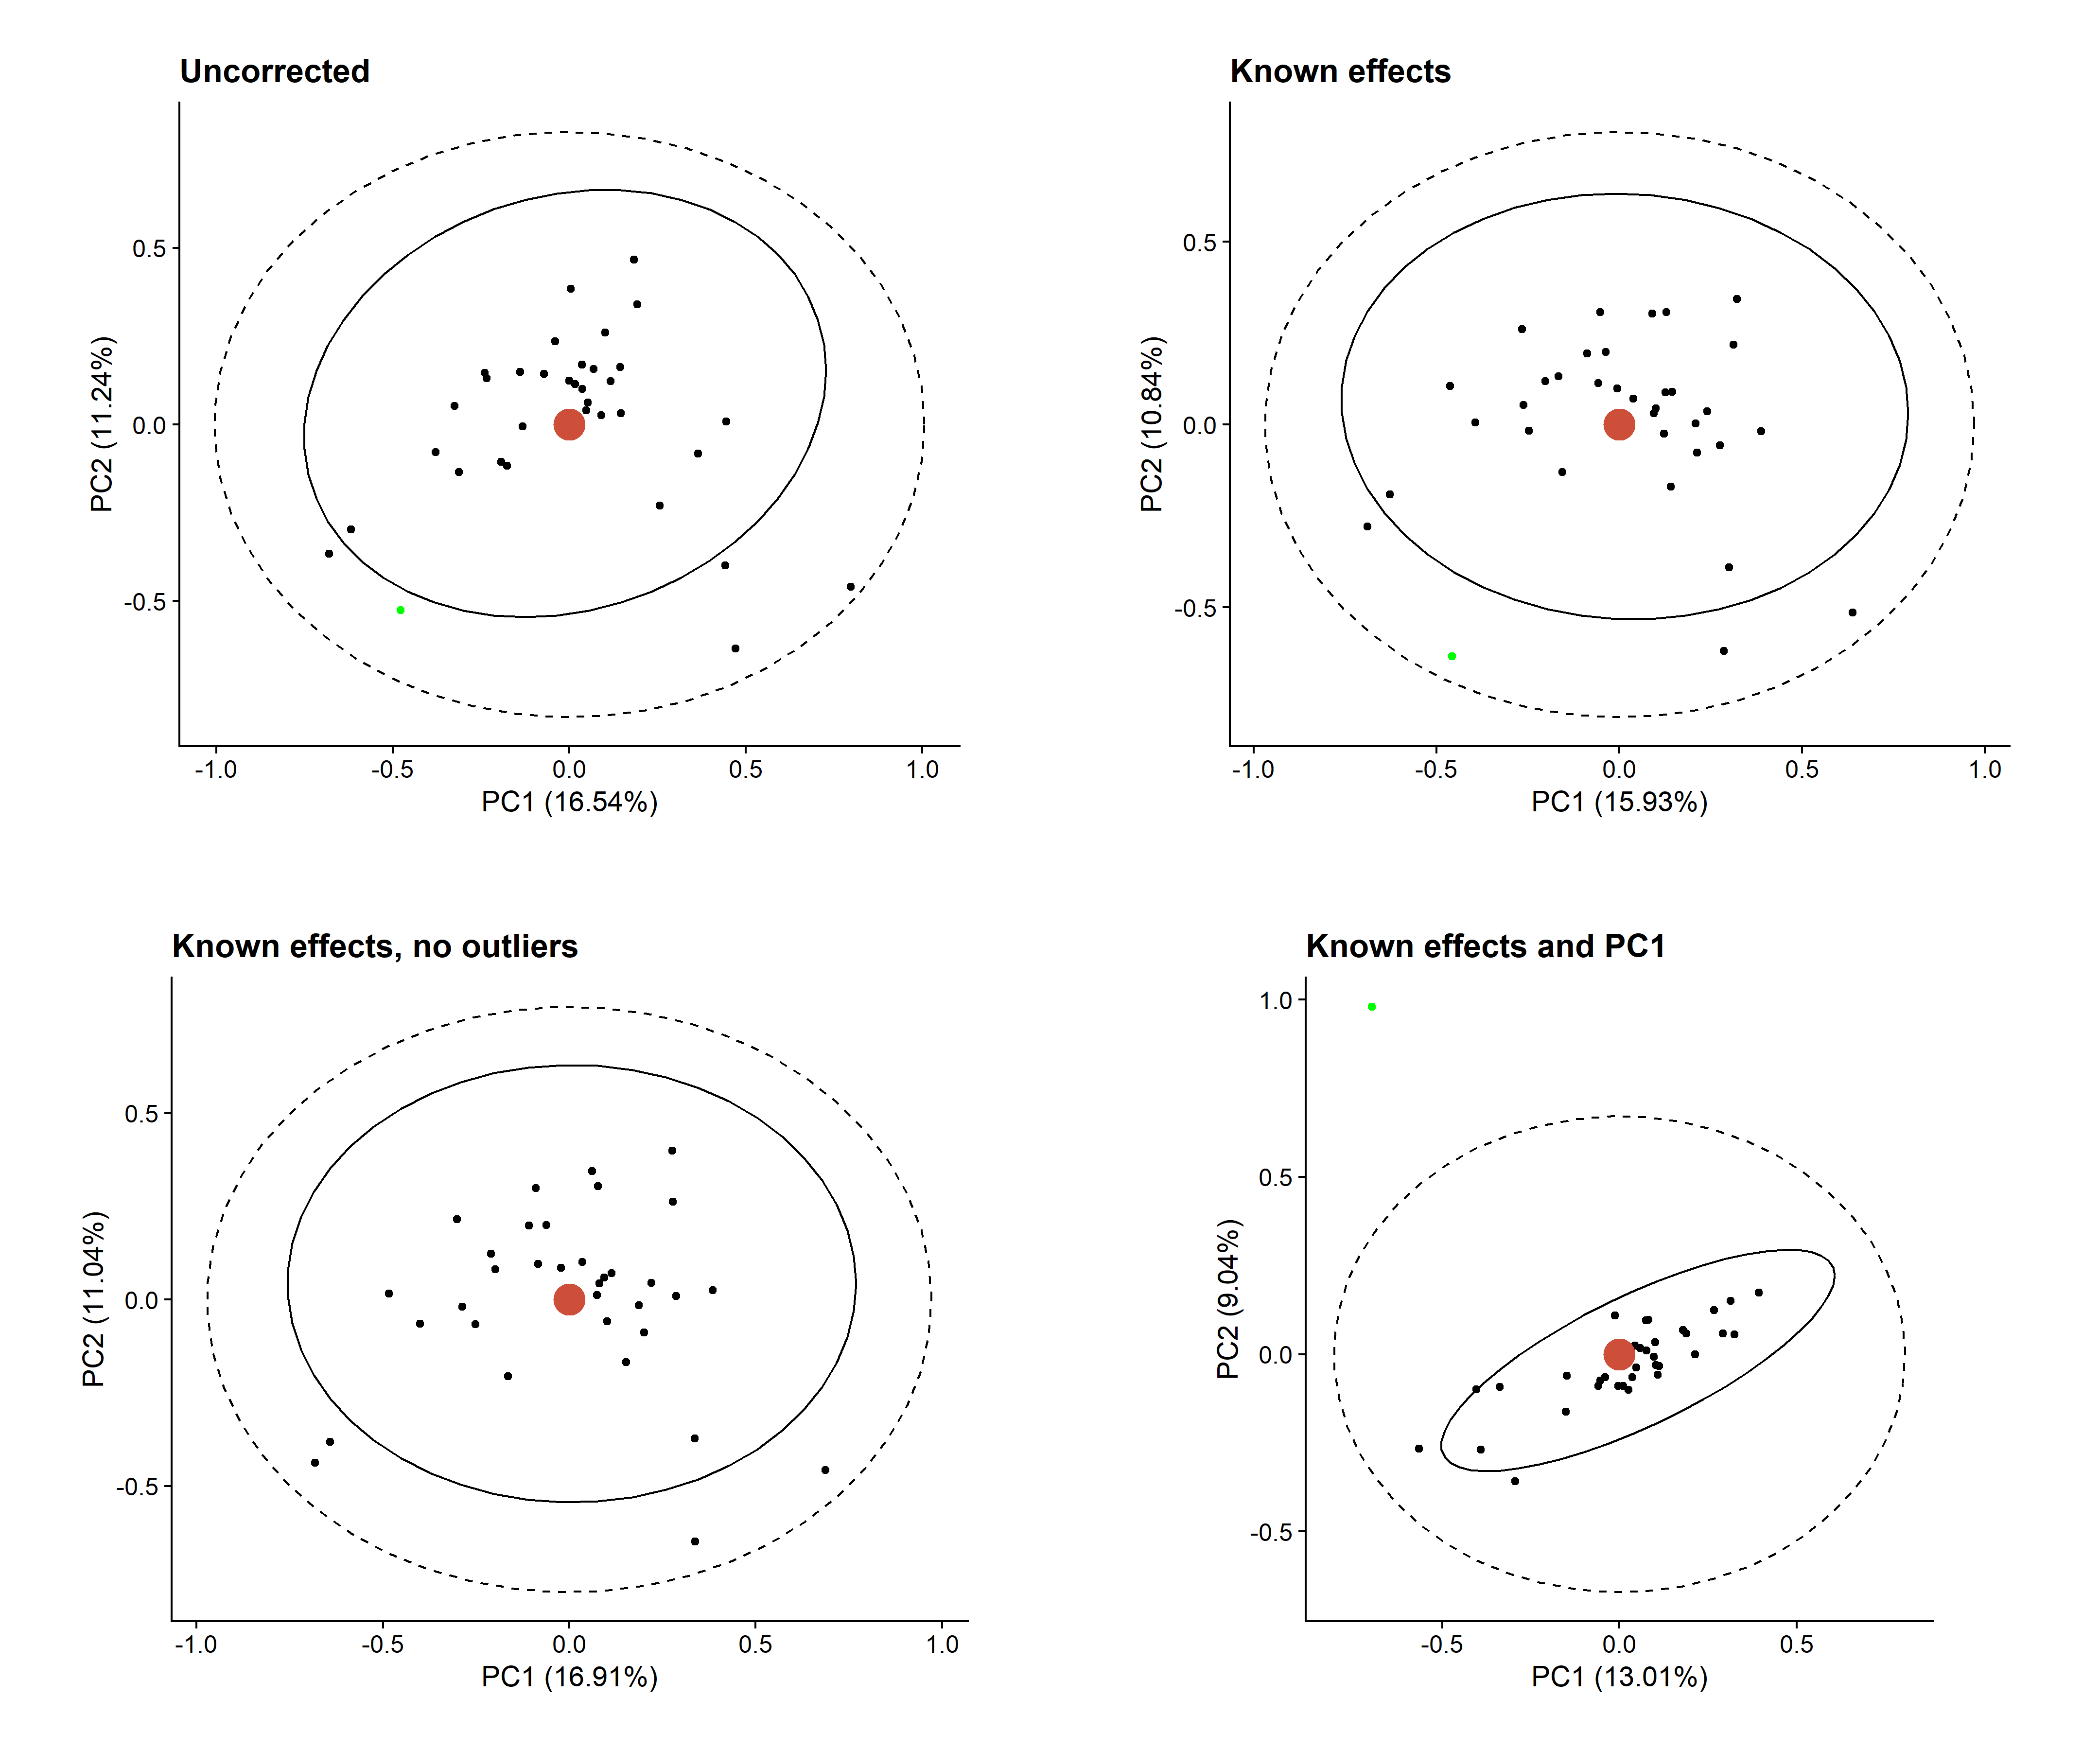 Uncorrected
PC2 (11.24%)
0.5
0.0
-0.5
-1.0 -0.5 0.0 0.5 1.0
PC1 (16.54%)
Known effects
PC2 (10.84%)
0.5
0.0
-0.5
-1.0 -0.5 0.0 0.5 1.0
PC1 (15.93%)
Known effects, no outliers
PC2 (11.04%)
0.5
0.0
-0.5
-1.0 -0.5 0.0 0.5 1.0
PC1 (16.91%)
Known effects and PC1
PC2 (9.04%)
1.0
0.5
0.0
-0.5
-0.5 0.0 0.5
PC1 (13.01%)